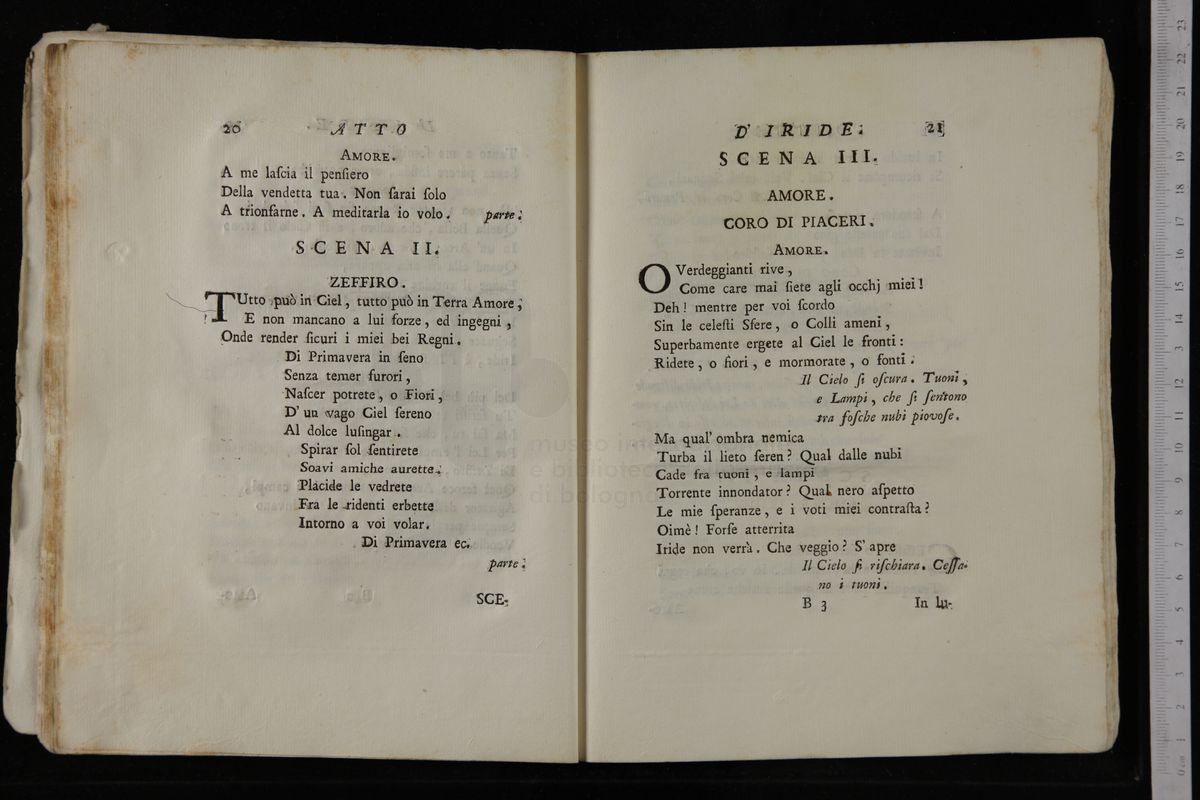 20 ATTO
AMORE.
A me laſcia il penſiero
Della vendetta tua. Non ſarai ſolo
A trionfarne. A meditarla io volo. parte.
SCENA II.
ZEFFIRO.
TUtto può in Ciel, tutto può in Terra Amore;
E non mancano a lui forze, ed ingegni,
Onde render ſicuri i miei bei Regni.
Di Primavera in ſeno
Senza temer furori,
Naſcer potrete, o Fiori,
D' un vago Ciel ſereno
Al dolce luſingar.
Spirar ſol ſentirete
Soavi amiche aurette;
Placide le vedrete
Fra le ridenti erbette
Intorno a voi volar.
Di Primavera ec.
parte.
SCE-
D' IRIDE. 21
SCENA III.
AMORE.
CORO DI PIACERI.
AMORE.
O Verdeggianti rive,
Come care mai ſiete agli occhj miei!
Deh! mentre per voi ſcordo
Sin le celeſti Sfere, o Colli ameni,
Superbamente ergete al Ciel le fronti:
Ridete, o fiori, e mormorate, o fonti.
Il Cielo ſi oſcura. Tuoni,
e Lampi, che ſi ſentono
tra foſche nubi piovoſe.
Ma qual' ombra nemica
Turba il lieto ſeren? Qual dalle nubi
Cade fra tuoni, e lampi
Torrente innondator? Qual nero aſpetto
Le mie ſperanze, e i voti miei contraſta?
Oimè! Forſe atterrita
Iride non verrà. Che veggio? S' apre
Il Cielo ſi riſchiara. Ceſſa-
no i tuoni.
B 3 In lu-
museo
e biblioteca
di bologna